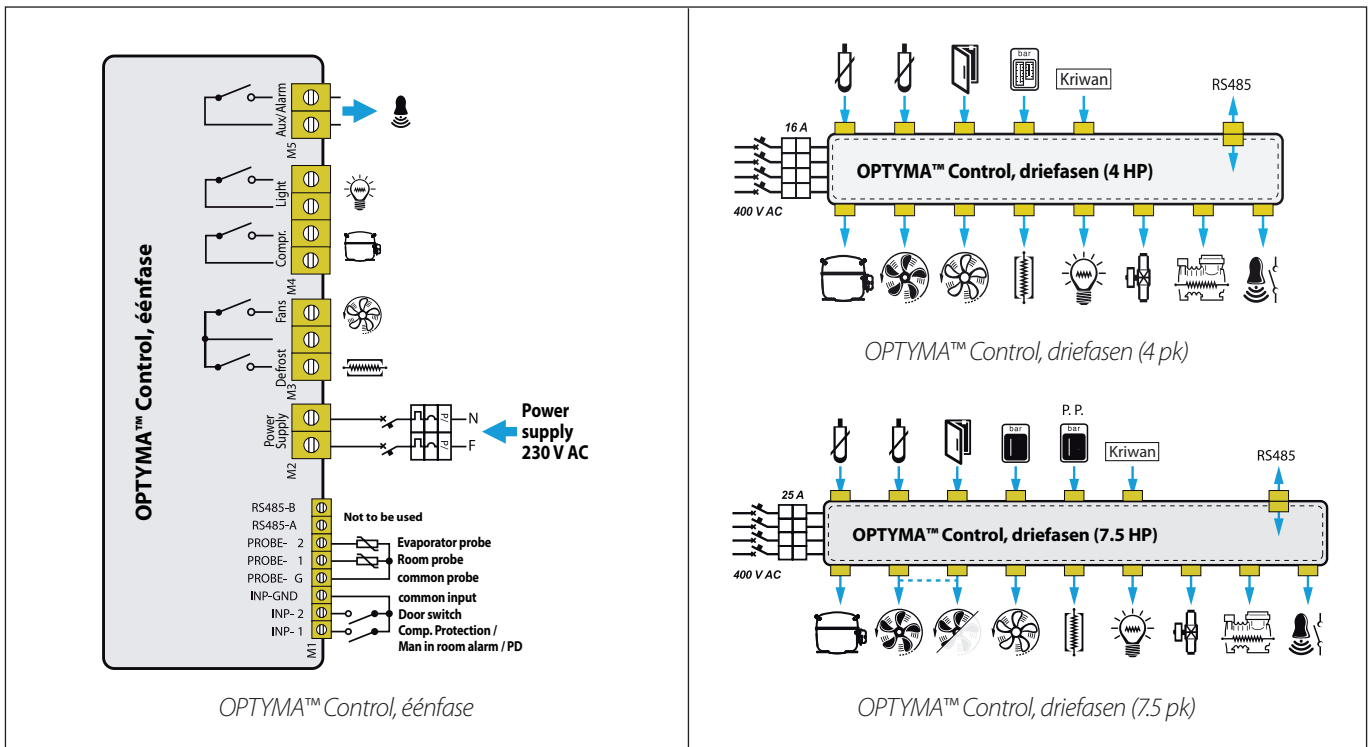 OPTYMA™ Control, éénfase
Aux/Alarm
M5
Light
Compr.
M4
Fans
Defrost
M3
Power
Supply
M2
P/
P/
N
F
Power
supply
230 V AC
RS485-B
RS485-A
Not to be used
PROBE- 2
Evaporator probe
PROBE- 1
Room probe
PROBE- G
common probe
INP-GND
common input
INP- 2
Door switch
INP- 1
Comp. Protection /
Man in room alarm / PD
M1
OPTYMA™ Control, éénfase
bar
Kriwan
RS485
16 A
OPTYMA™ Control, driefasen (4 HP)
400 V AC
OPTYMA™ Control, driefasen (4 pk)
P. P.
bar
bar
Kriwan
RS485
25 A
OPTYMA™ Control, driefasen (7.5 HP)
400 V AC
OPTYMA™ Control, driefasen (7.5 pk)